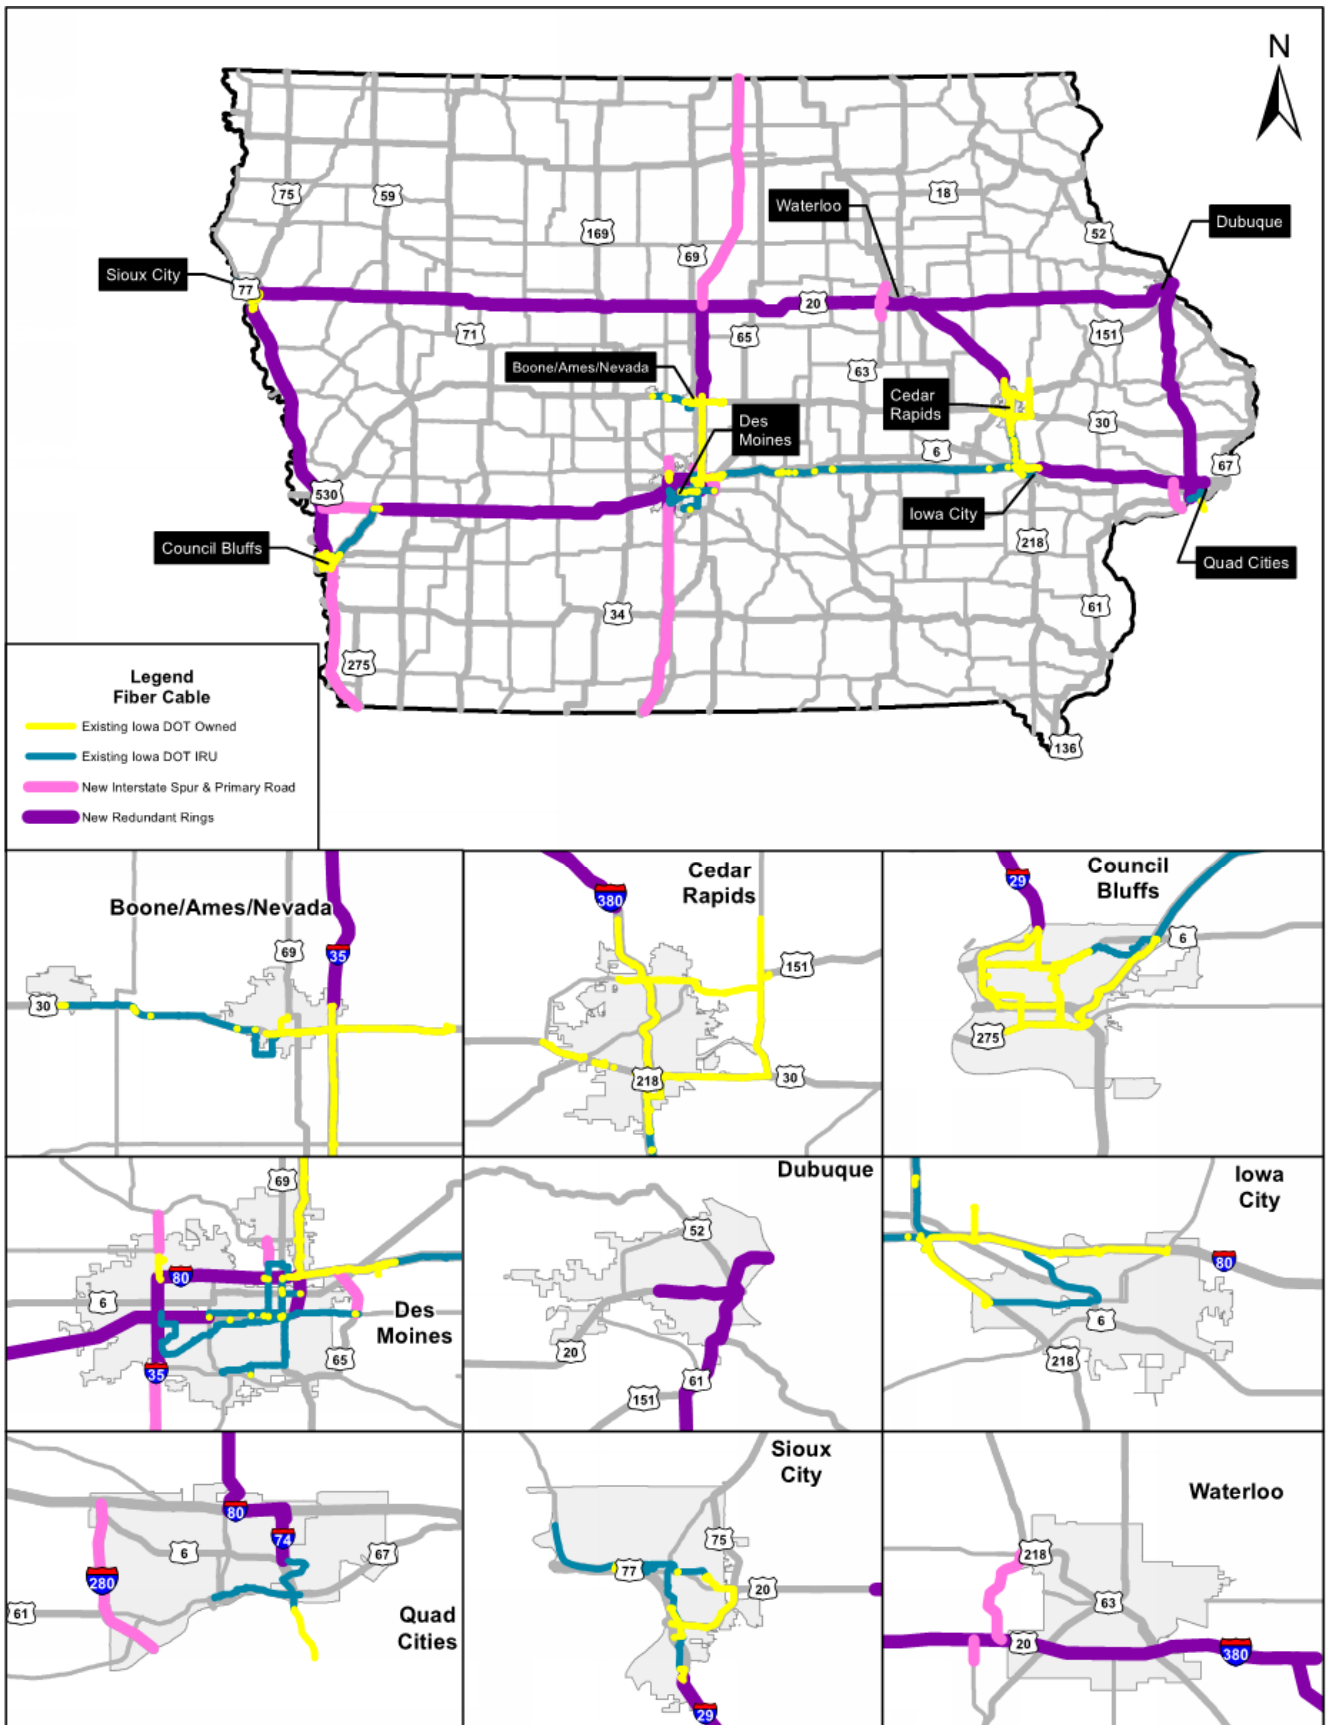 N
75
59
18
Waterloo
169
52
Dubuque
69
Sioux City
77
20
71
65
151
Boone/Ames/Nevada
63
Cedar
Rapids
Des
Moines
30
6
67
530
Iowa City
218
Council Bluffs
Quad Cities
61
34
275
136
Legend
Fiber Cable
Existing Iowa DOT Owned
Existing Iowa DOT IRU
New Interstate Spur & Primary Road
New Redundant Rings
Boone/Ames/Nevada
69
35
30
Cedar
Rapids
380
151
218
30
Council
Bluffs
29
6
275
69
80
6
Des
Moines
65
35
Dubuque
52
20
61
151
Iowa
City
80
6
218
80
74
6
67
280
61
Quad
Cities
Sioux
City
75
77
20
29
Waterloo
218
63
20
380